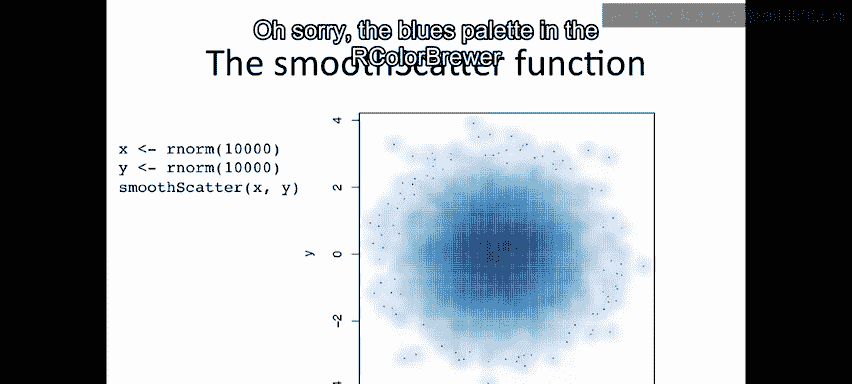 Oh sorry, the blues palette in the
RColorBrewer
The smoothScatter function
x <- rnorm(10000)
y <- rnorm(10000)
smoothScatter(x, y)
4
2
0
-2
y